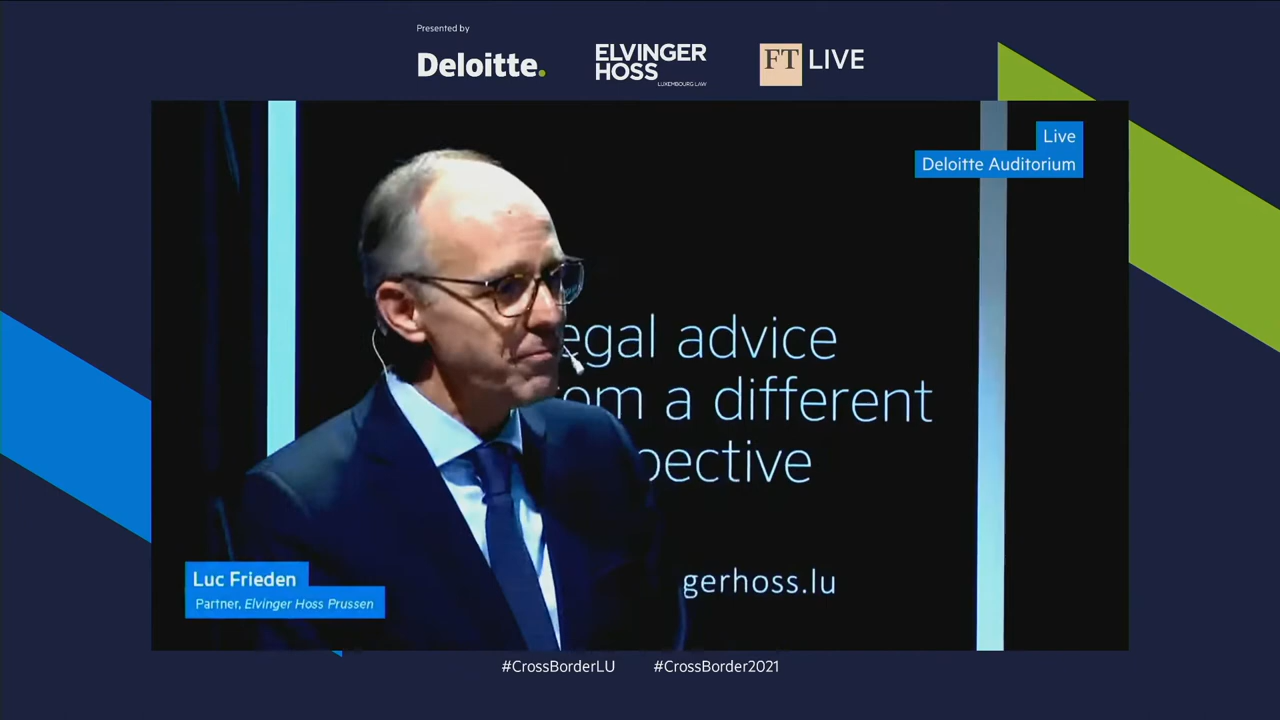 Presented by
Deloitte.
ELVINGER
HOSS
LUXEMBOURG LAW
FT LIVE
Live
Deloitte Auditorium
egal advice
om a different
pective
gerhoss.lu
Luc Frieden
Partner, Elvinger Hoss Prussen
#CrossBorderLU #CrossBorder2021